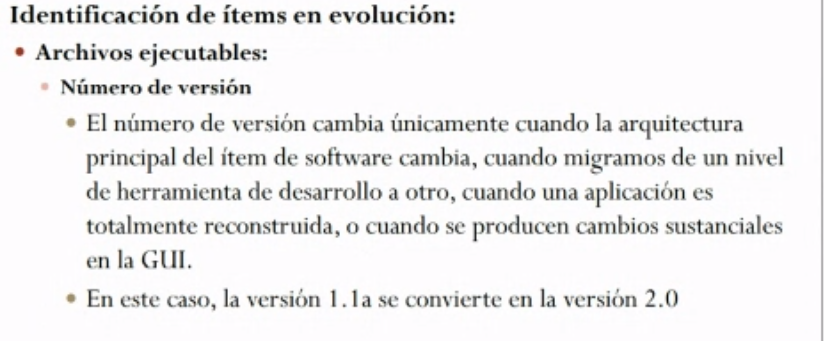 Identificación de ítems en evolución:
• Archivos ejecutables:
• Número de versión
• El número de versión cambia únicamente cuando la arquitectura
principal del ítem de software cambia, cuando migramos de un nivel
de herramienta de desarrollo a otro, cuando una aplicación es
totalmente reconstruida, o cuando se producen cambios sustanciales
en la GUI.
• En este caso, la versión 1.1a se convierte en la versión 2.0